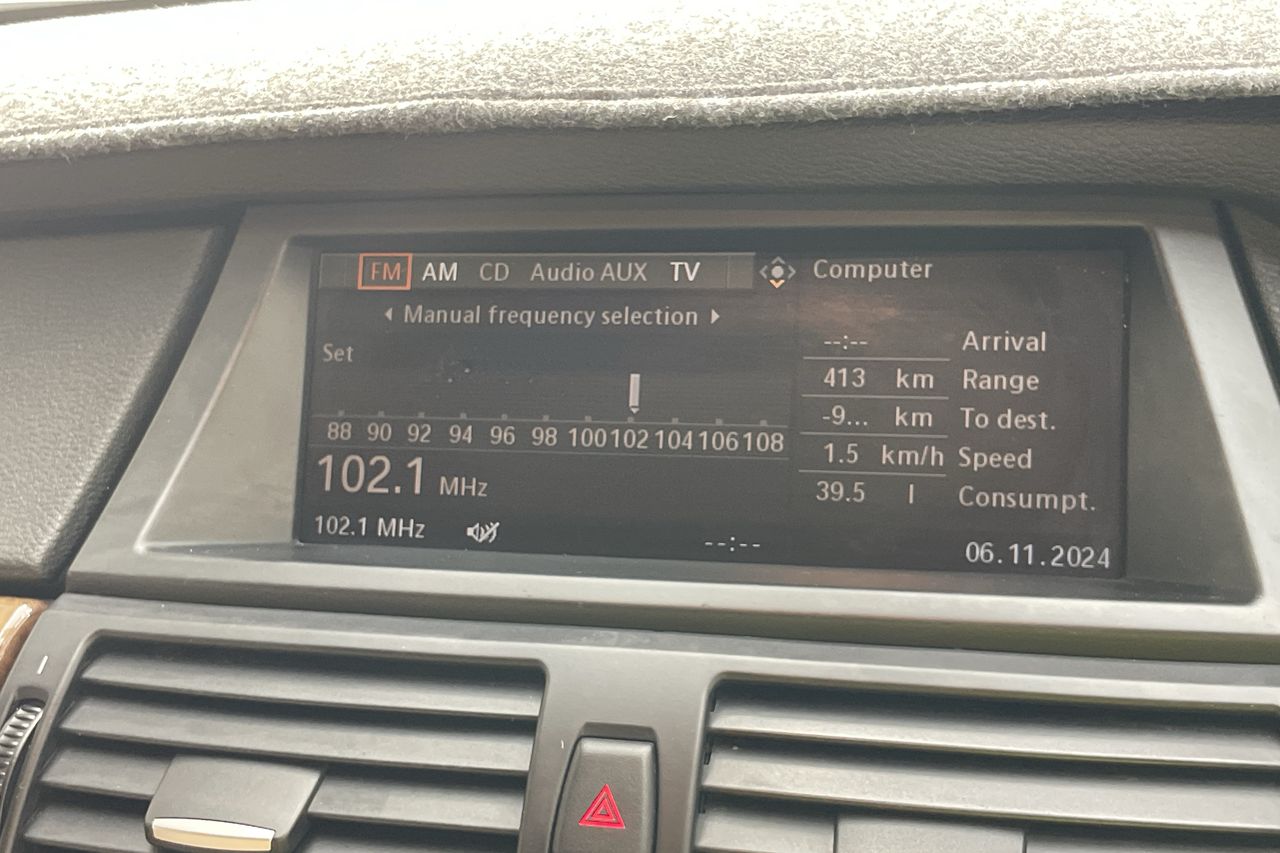 FM AM CD Audio AUX TV
Manual frequency selection
Set
88 90 92 94 96 98 100 102 104 106 108
102.1 MHz
102.1 MHz
--:--
Computer
--:-- Arrival
413 km Range
-9... km To dest.
1.5 km/h Speed
39.5 l Consumpt.
06.11.2024